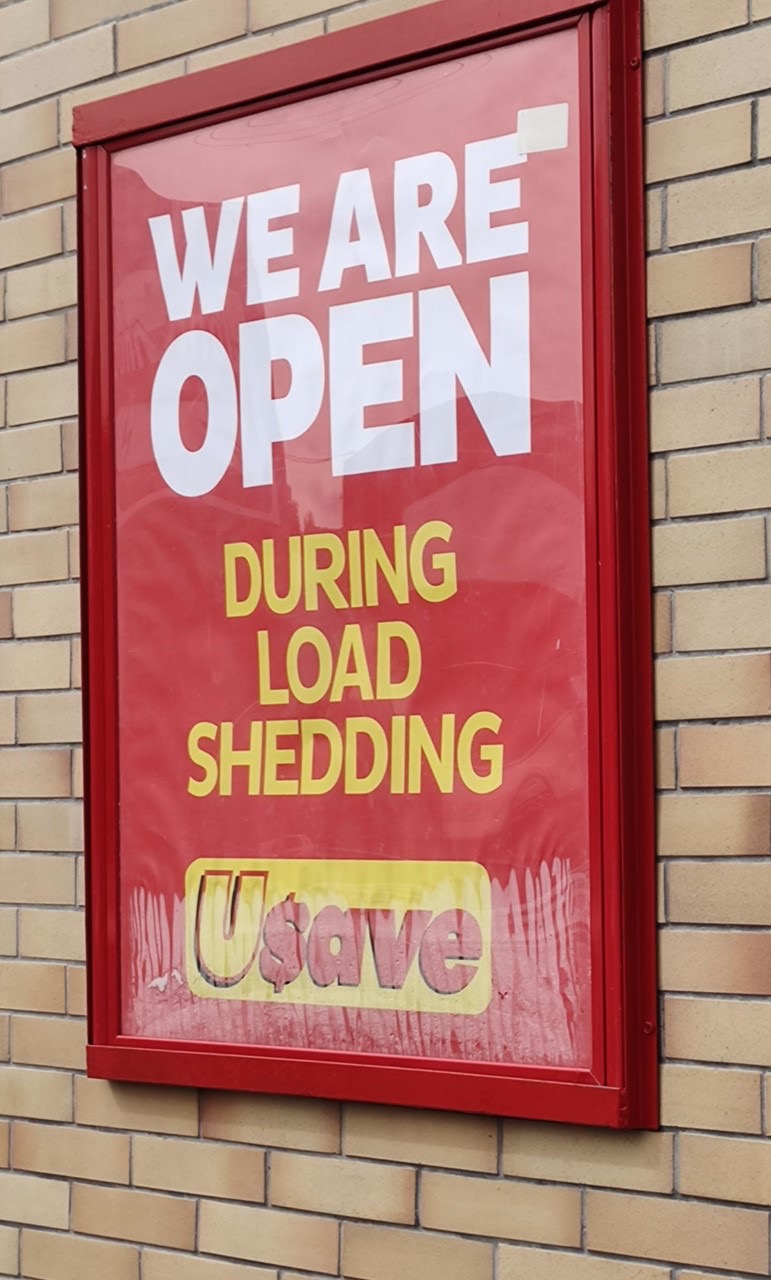 WE ARE
OPEN
DURING
LOAD
SHEDDING
U$ave